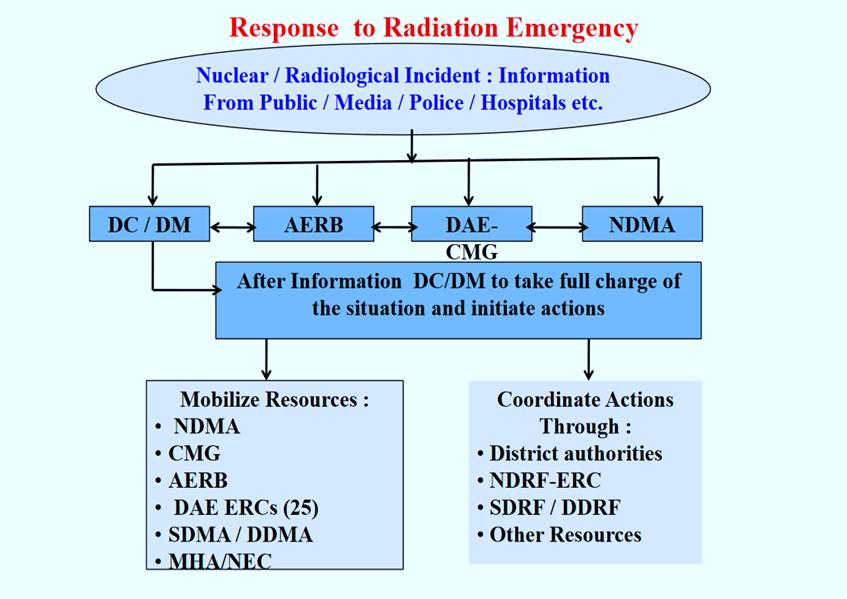 Response to Radiation Emergency
Nuclear / Radiological Incident : Information
From Public / Media / Police / Hospitals etc.
DC / DM
AERB
DAE-
CMG
NDMA
After Information DC/DM to take full charge of
the situation and initiate actions
Mobilize Resources :
• NDMA
• CMG
• AERB
• DAE ERCs (25)
• SDMA / DDMA
• MHA/NEC
Coordinate Actions
Through :
• District authorities
• NDRF-ERC
• SDRF / DDRF
• Other Resources